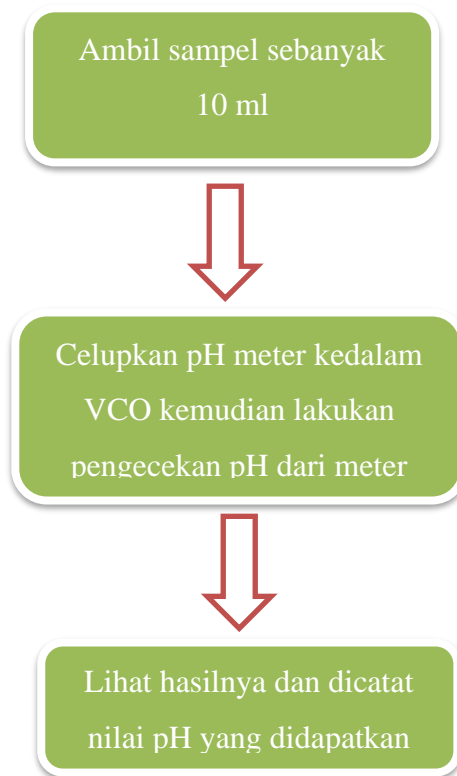 Ambil sampel sebanyak
10 ml
Celupkan pH meter kedalam
VCO kemudian lakukan
pengecekan pH dari meter
Lihat hasilnya dan dicatat
nilai pH yang didapatkan